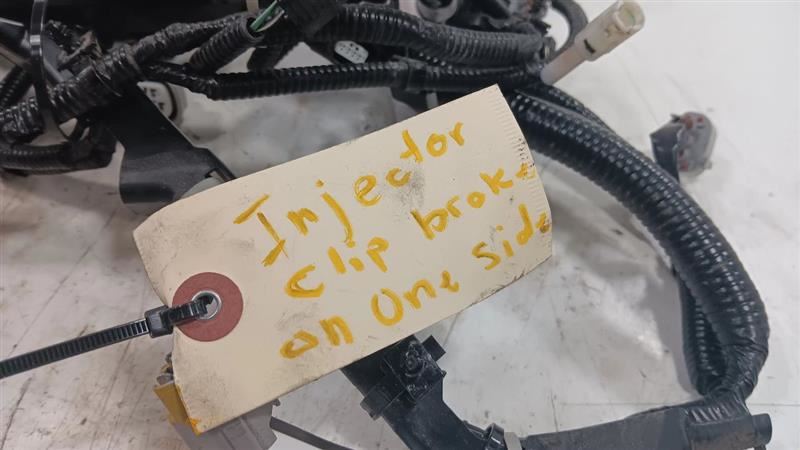 Injector
clip broke
on one side